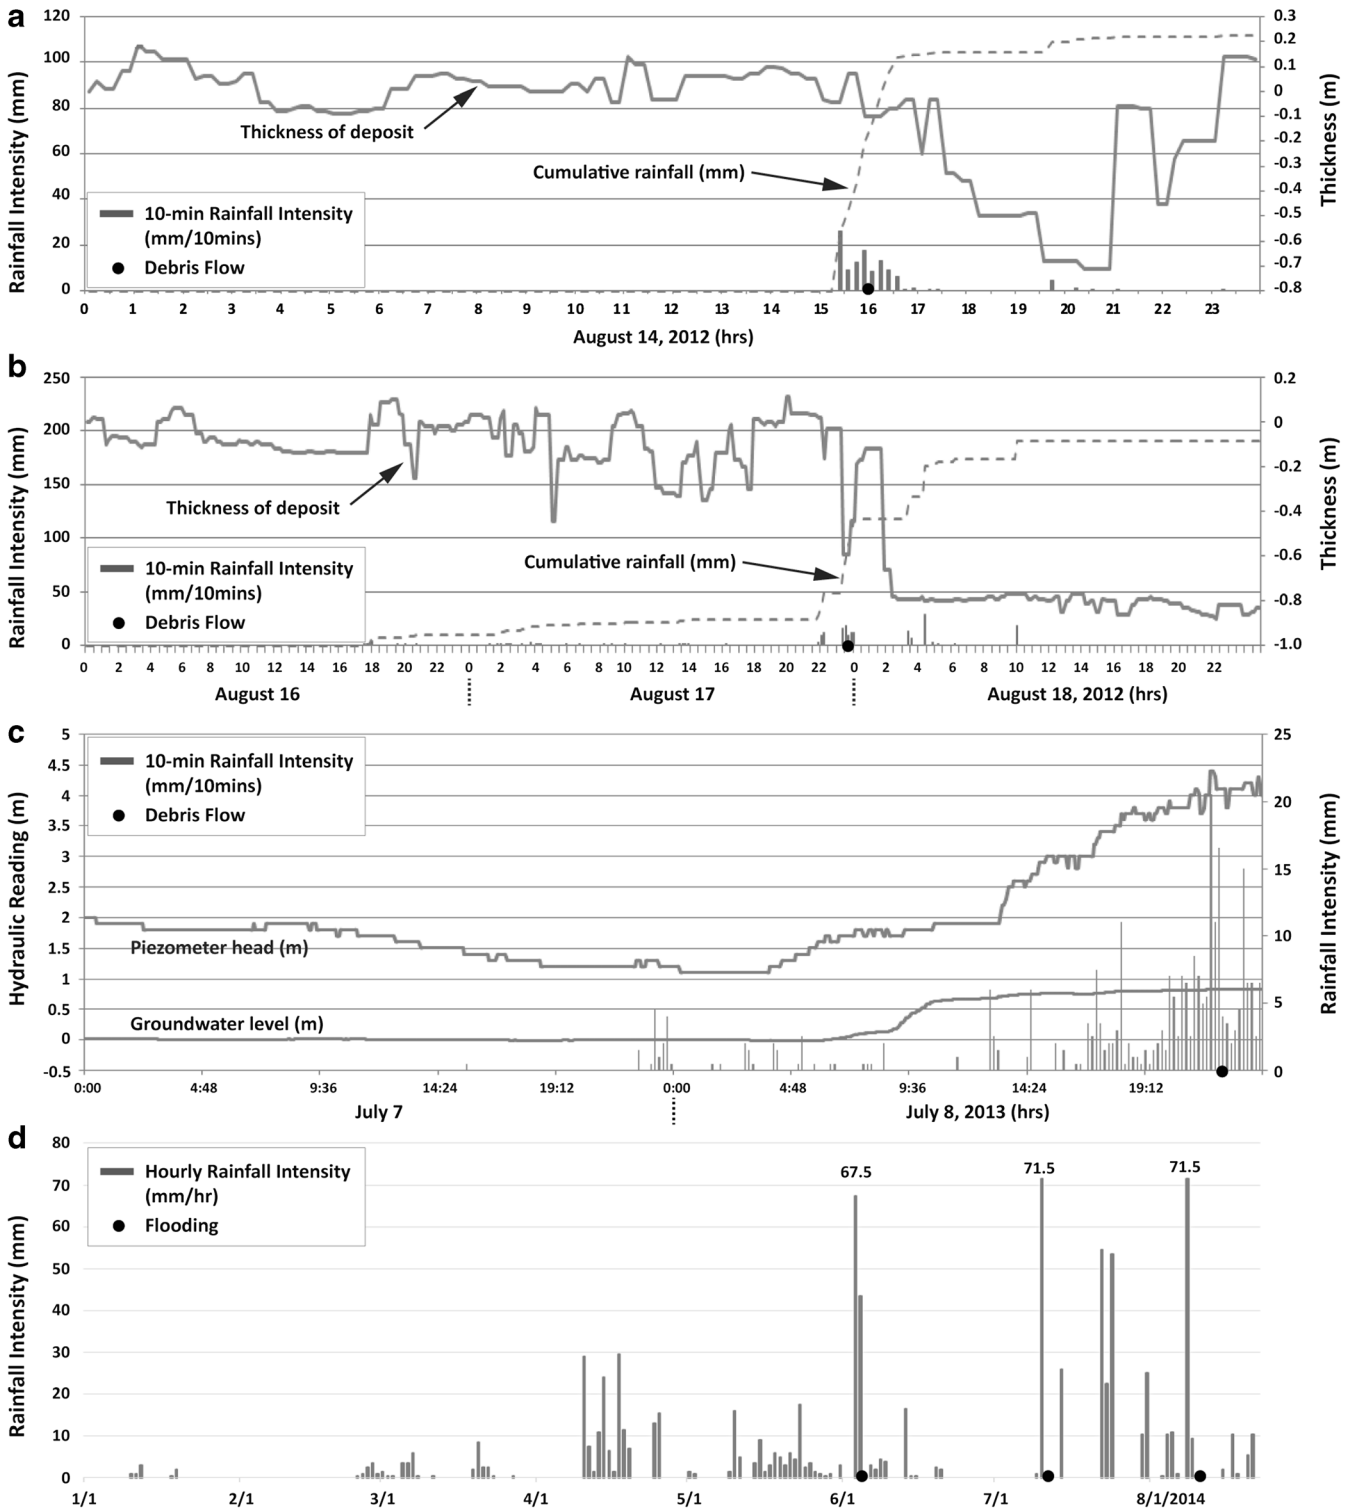 a
120
100
80
60
40
20
0
Rainfall Intensity (mm)
0.3
0.2
0.1
0
-0.1
-0.2
-0.3
-0.4
-0.5
-0.6
-0.7
-0.8
Thickness (m)
Thickness of deposit
Cumulative rainfall (mm)
10-min Rainfall Intensity
(mm/10mins)
Debris Flow
0 1 2 3 4 5 6 7 8 9 10 11 12 13 14 15 16 17 18 19 20 21 22 23
August 14, 2012 (hrs)
b
250
200
150
100
50
0
Rainfall Intensity (mm)
0.2
0
-0.2
-0.4
-0.6
-0.8
-1.0
Thickness (m)
Thickness of deposit
Cumulative rainfall (mm)
10-min Rainfall Intensity
(mm/10mins)
Debris Flow
0 2 4 6 8 10 12 14 16 18 20 22 0 2 4 6 8 10 12 14 16 18 20 22 0 2 4 6 8 10 12 14 16 18 20 22
August 16 August 17 August 18, 2012 (hrs)
c
5
4.5
4
3.5
3
2.5
2
1.5
1
0.5
0
-0.5
Hydraulic Reading (m)
25
20
15
10
5
0
Rainfall Intensity (mm)
10-min Rainfall Intensity
(mm/10mins)
Debris Flow
Piezometer head (m)
Groundwater level (m)
0:00 4:48 9:36 14:24 19:12 0:00 4:48 9:36 14:24 19:12
July 7 July 8, 2013 (hrs)
d
80
70
60
50
40
30
20
10
0
Rainfall Intensity (mm)
Hourly Rainfall Intensity
(mm/hr)
Flooding
67.5 71.5 71.5
1/1 2/1 3/1 4/1 5/1 6/1 7/1 8/1/2014